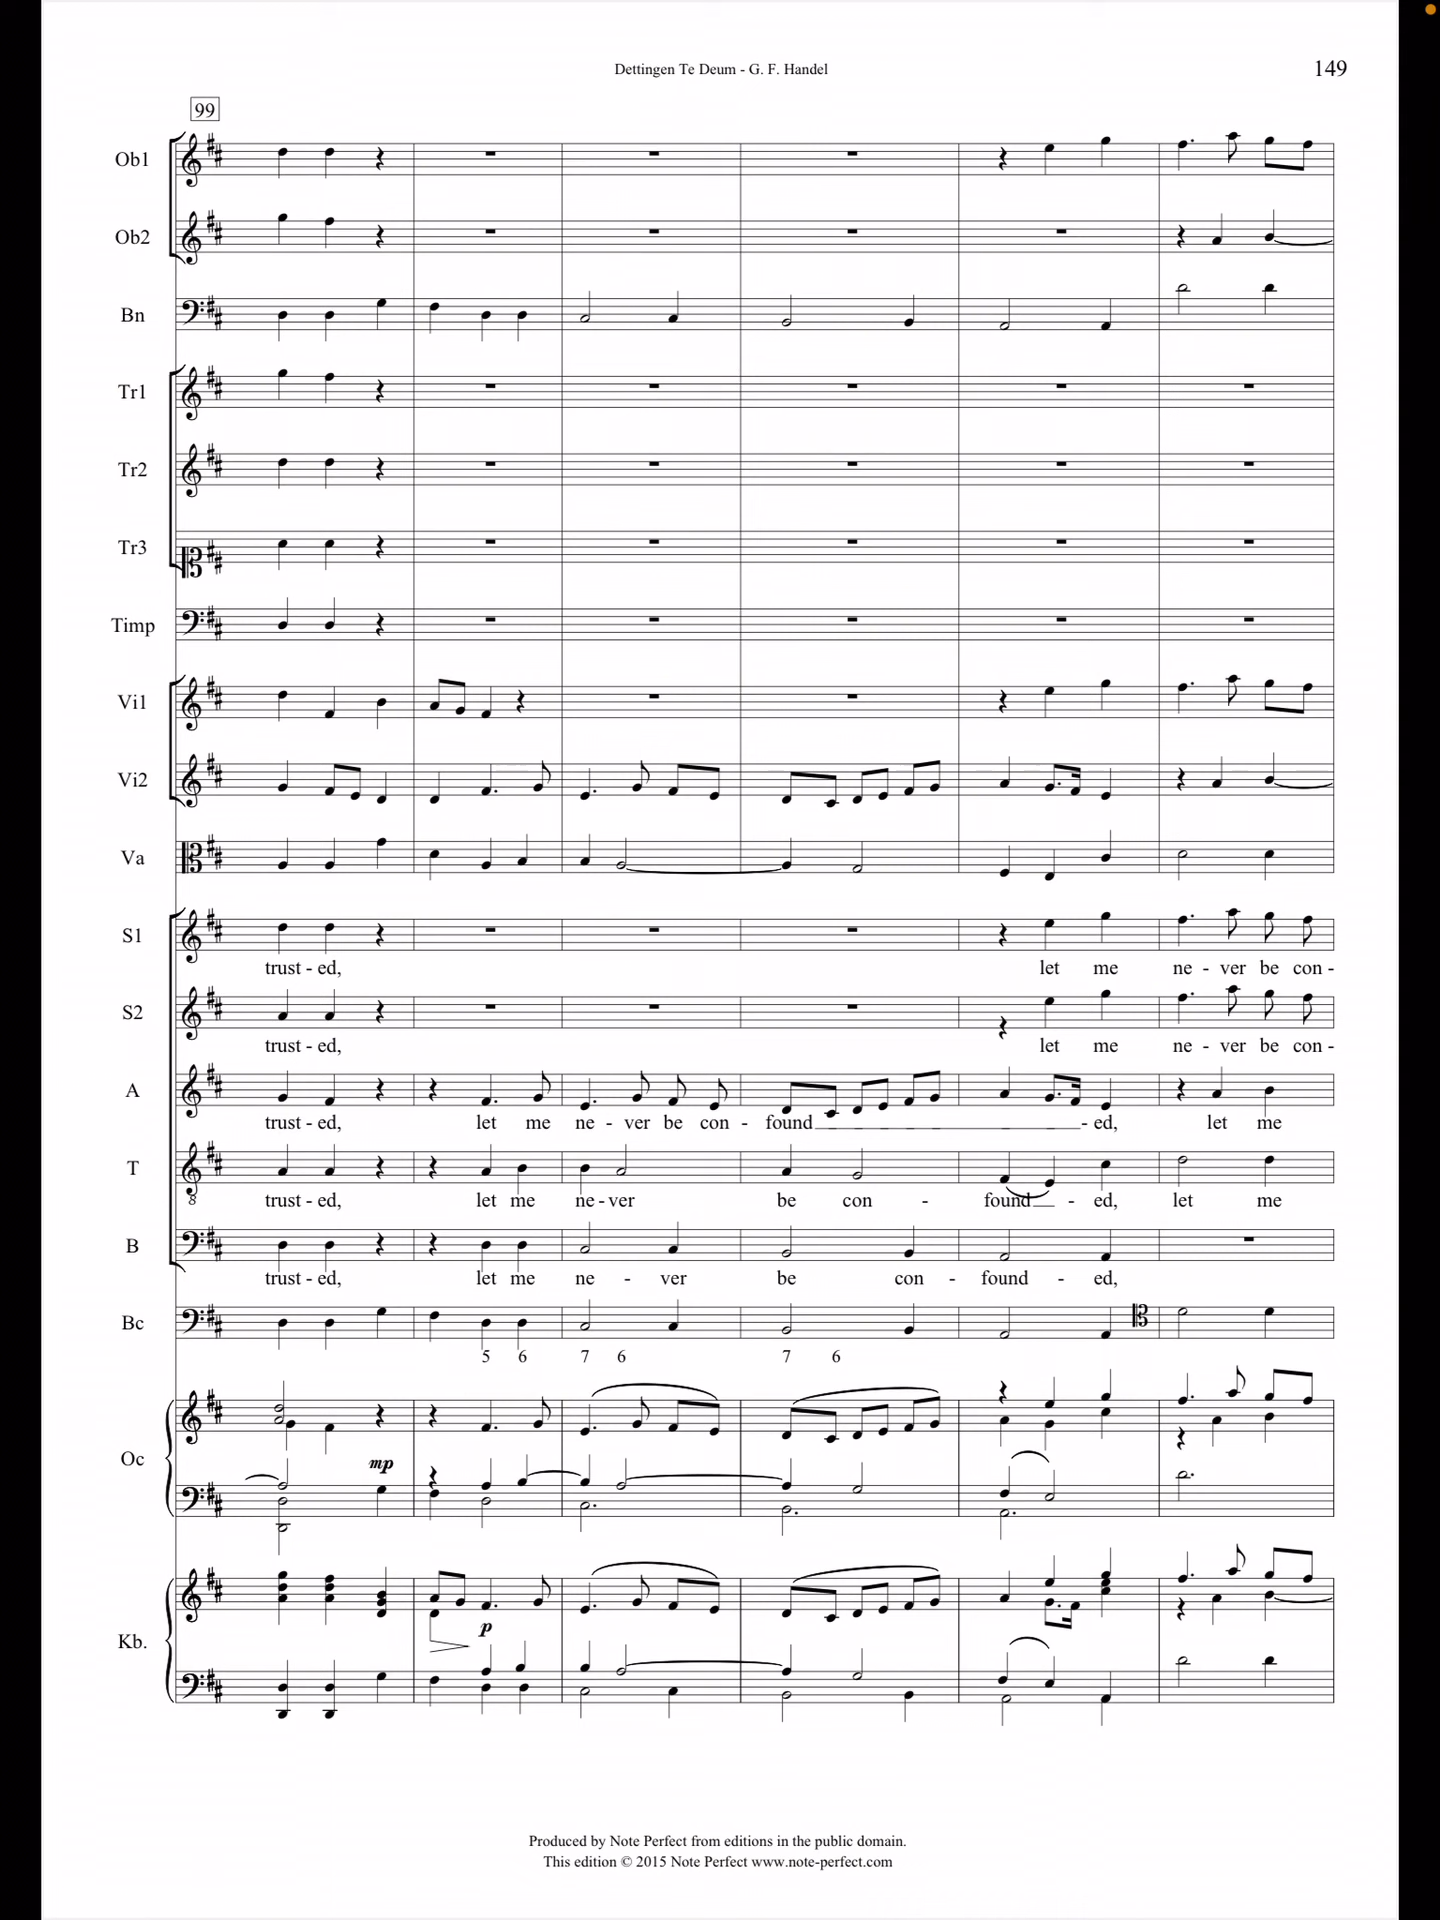 Dettingen Te Deum - G. F. Handel
149
99
Ob1
Ob2
Bn
Tr1
Tr2
Tr3
Timp
Vi1
Vi2
Va
S1
trust - ed, let me ne - ver be con -
S2
trust - ed, let me ne - ver be con -
A
trust - ed, let me ne - ver be con - found - ed, let me
T
8
trust - ed, let me ne - ver be con - found - ed, let me
B
trust - ed, let me ne - ver be con - found - ed,
Bc
5 6 7 6 7 6
Oc
mp
Kb.
p
Produced by Note Perfect from editions in the public domain.
This edition © 2015 Note Perfect www.note-perfect.com